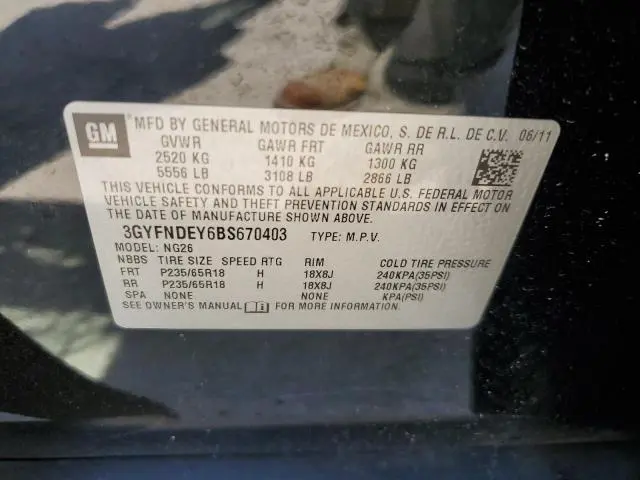 GM
MFD BY GENERAL MOTORS DE MEXICO, S. DE R.L. DE C.V. 06/11
GVWR GAWR FRT GAWR RR
2520 KG 1410 KG 1300 KG
5556 LB 3108 LB 2866 LB
THIS VEHICLE CONFORMS TO ALL APPLICABLE U.S. FEDERAL MOTOR
VEHICLE SAFETY AND THEFT PREVENTION STANDARDS IN EFFECT ON
THE DATE OF MANUFACTURE SHOWN ABOVE.
3GYFNDEY6BS670403 TYPE: M.P.V.
MODEL: NG26
NBBS TIRE SIZE SPEED RTG RIM COLD TIRE PRESSURE
FRT P235/65R18 H 18X8J 240KPA(35PSI)
RR P235/65R18 H 18X8J 240KPA(35PSI)
SPA NONE NONE KPA(PSI)
SEE OWNER'S MANUAL FOR MORE INFORMATION.